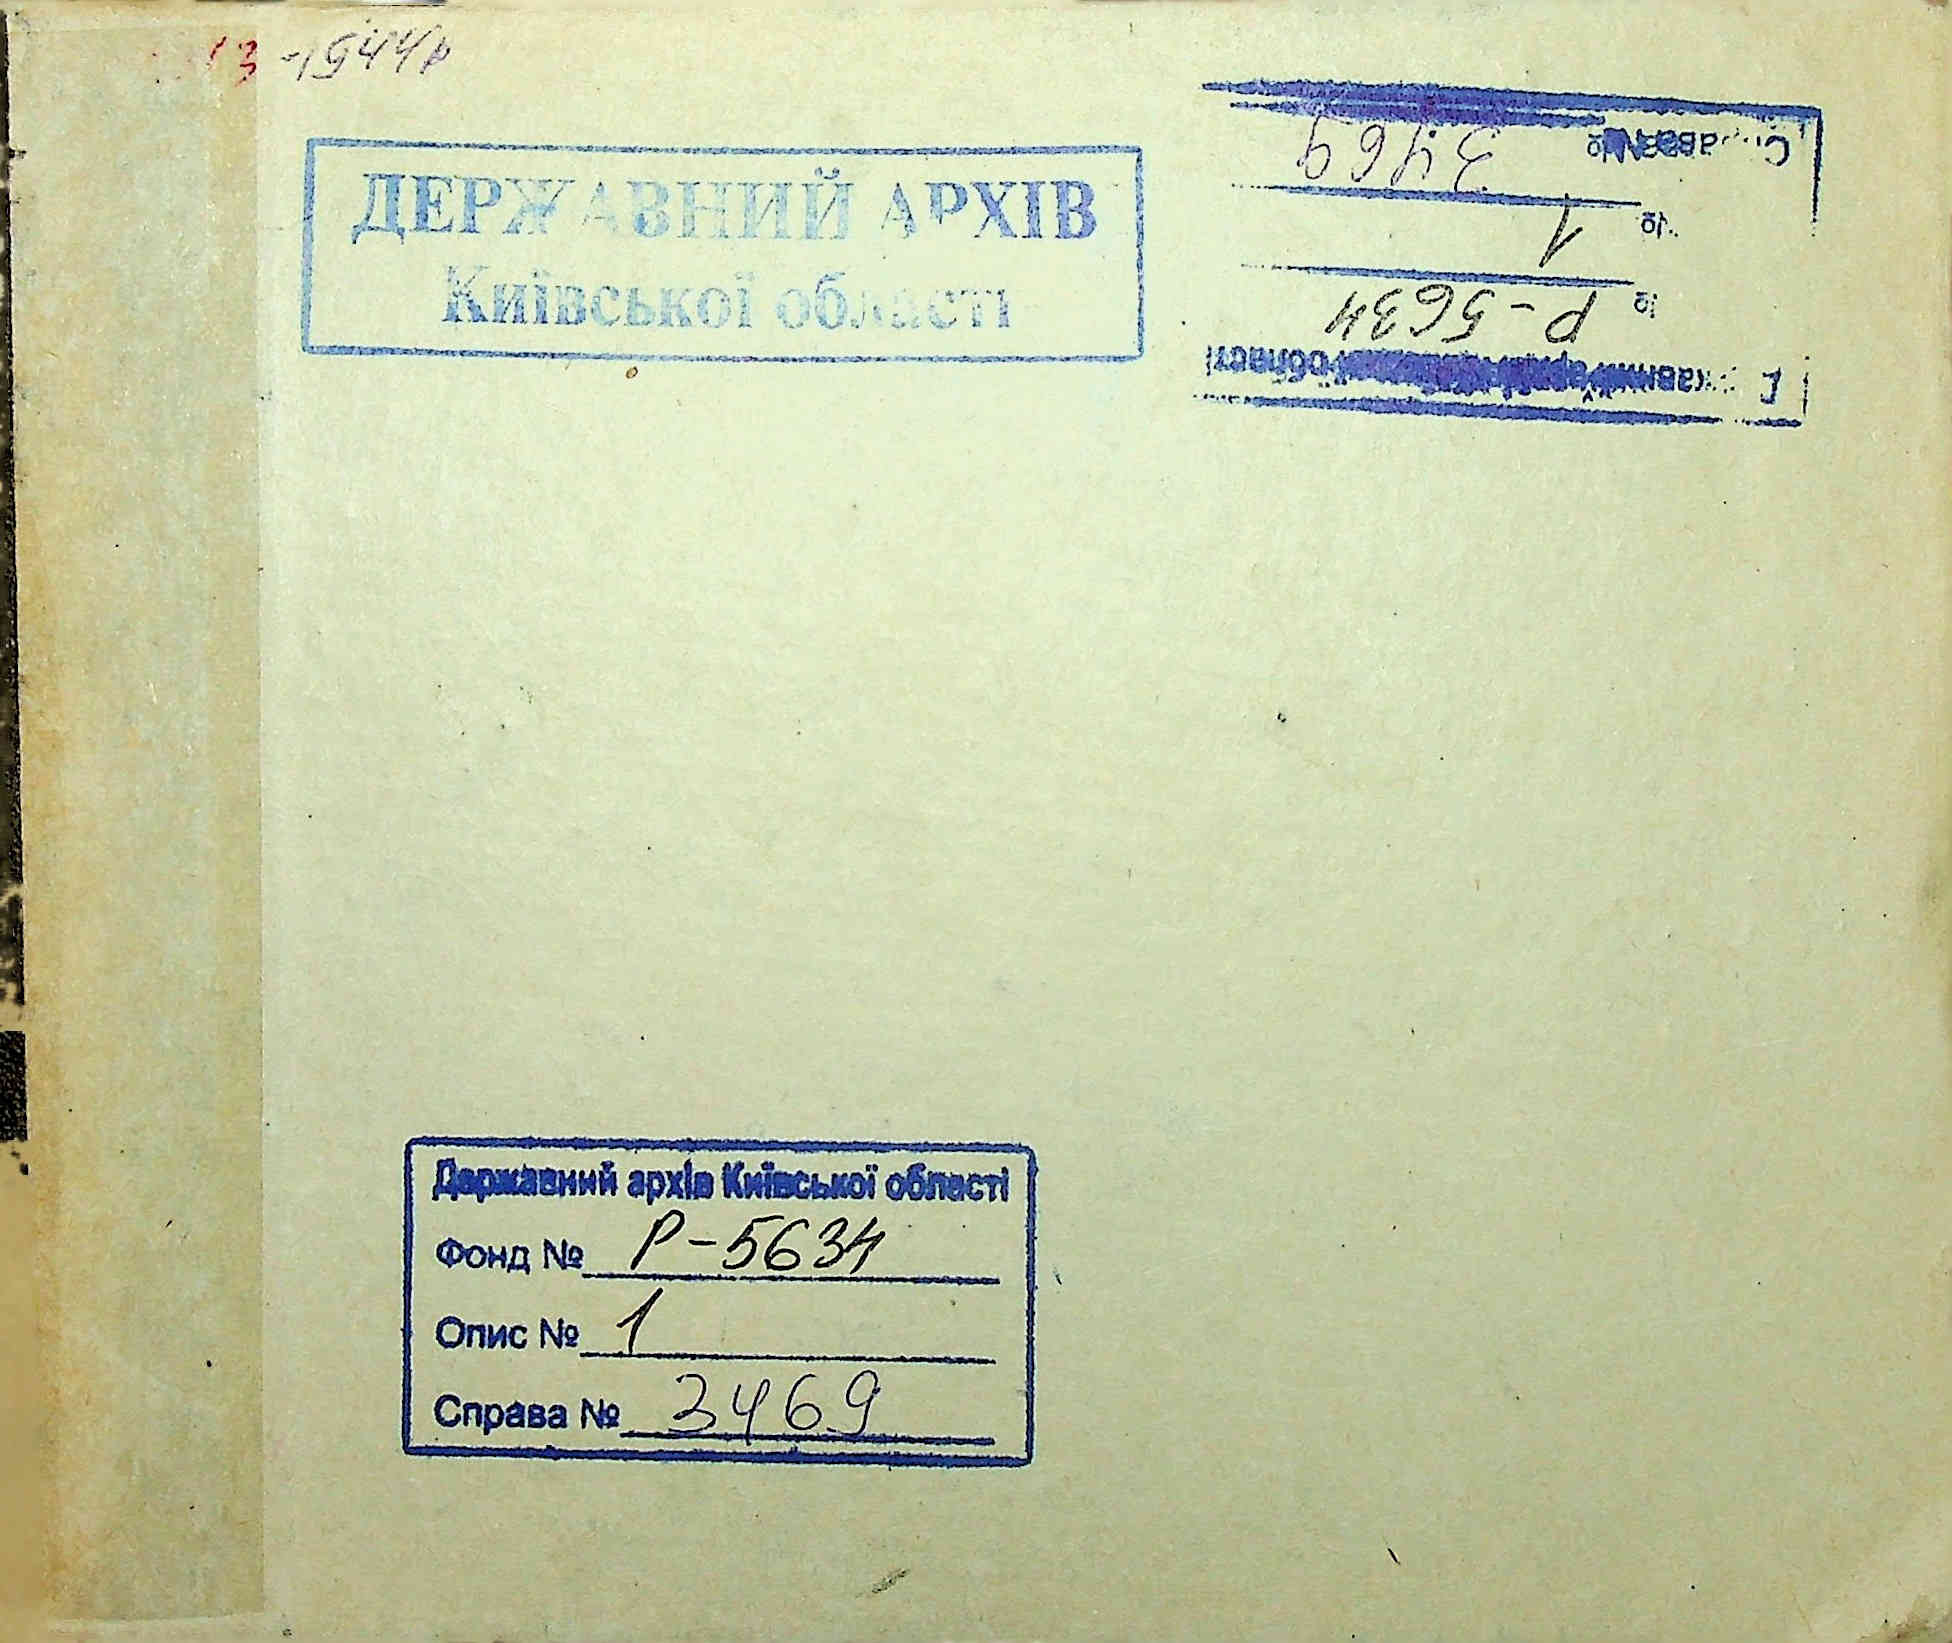 13 -1944р
ДЕРЖАВНИЙ АРХІВ
Київської області
Р-5634
1
3469
Державний архів Київської області
Фонд № Р-5634
Опис № 1
Справа № 3469